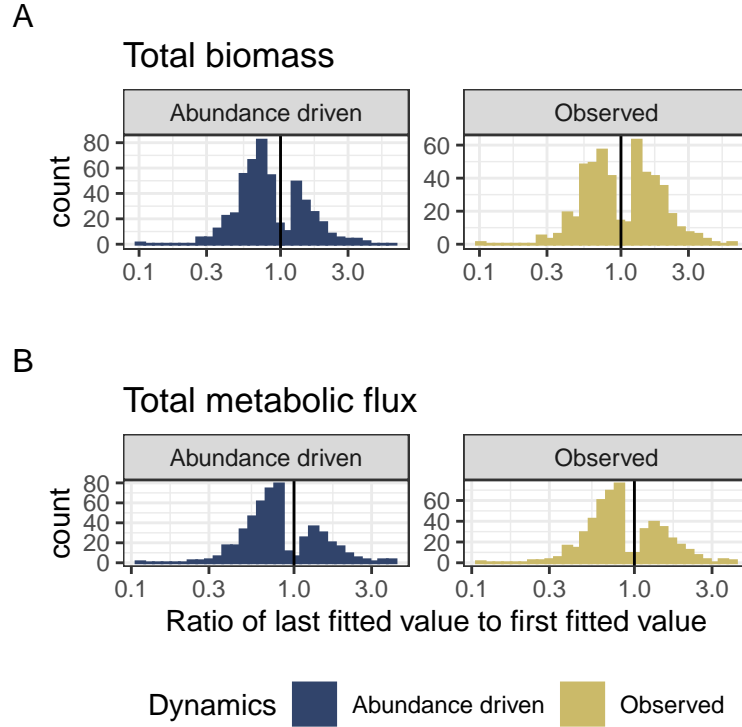 A
Total biomass
Abundance driven
Observed
count
80
60
40
20
0
0.1 0.3 1.0 3.0
60
40
20
0
0.1 0.3 1.0 3.0
B
Total metabolic flux
Abundance driven
Observed
count
80
60
40
20
0
0.1 0.3 1.0 3.0
60
40
20
0
0.1 0.3 1.0 3.0
Ratio of last fitted value to first fitted value
Dynamics Abundance driven Observed